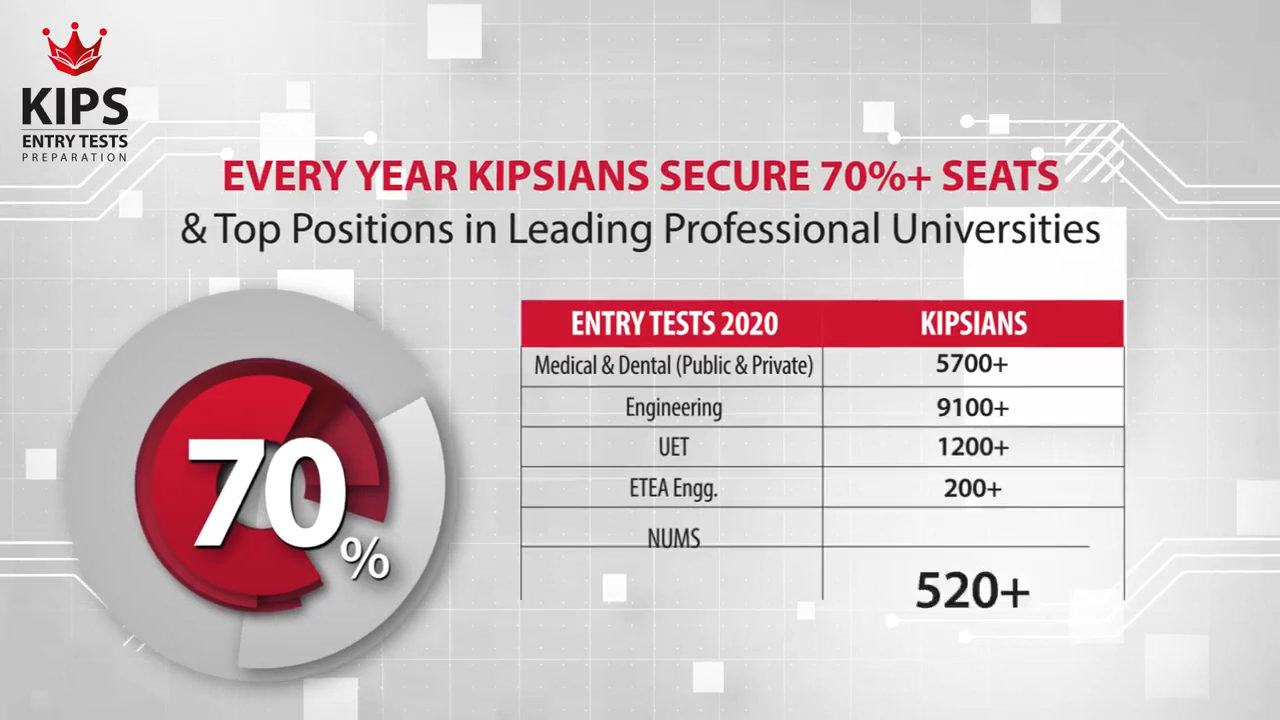 KIPS
ENTRY TESTS
PREPARATION
EVERY YEAR KIPSIANS SECURE 70%+ SEATS
& Top Positions in Leading Professional Universities
70%
ENTRY TESTS 2020 KIPSIANS
Medical & Dental (Public & Private) 5700+
Engineering 9100+
UET 1200+
ETEA Engg. 200+
NUMS 520+